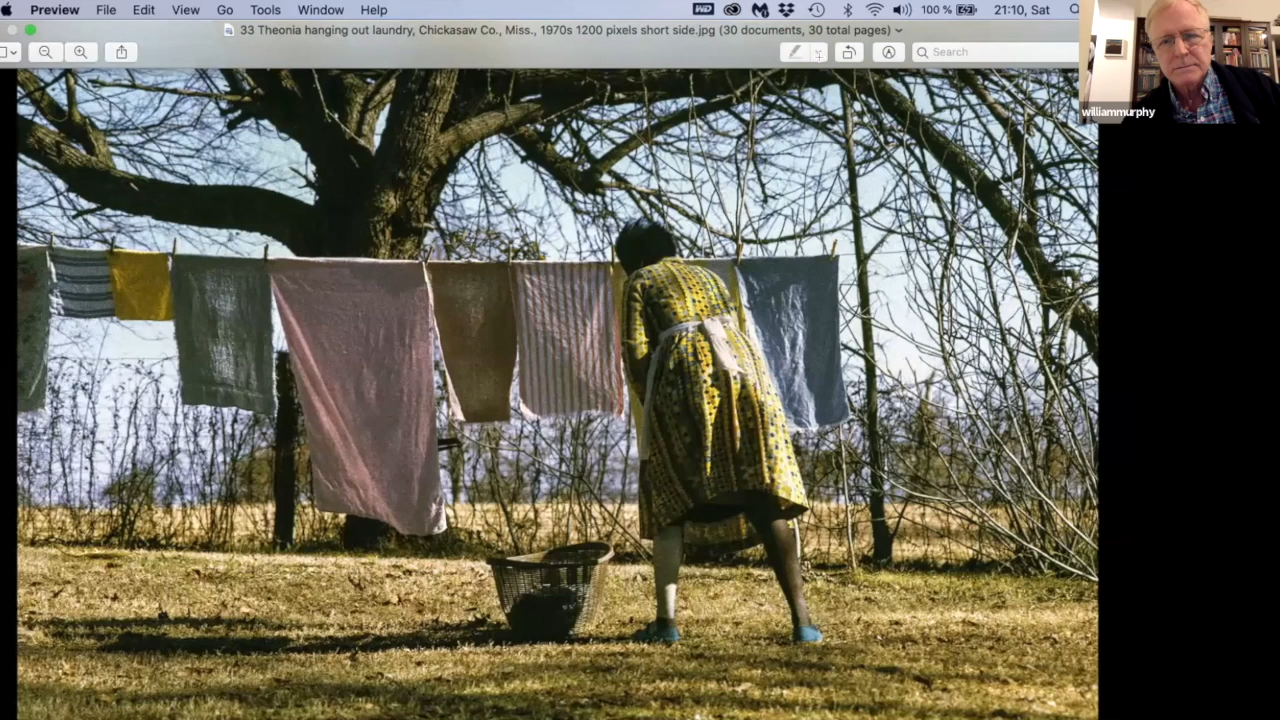 Preview File Edit View Go Tools Window Help 100 % 21:10, Sat
33 Theonia hanging out laundry, Chickasaw Co., Miss., 1970s 1200 pixels short side.jpg (30 documents, 30 total pages)
Search
williammurphy